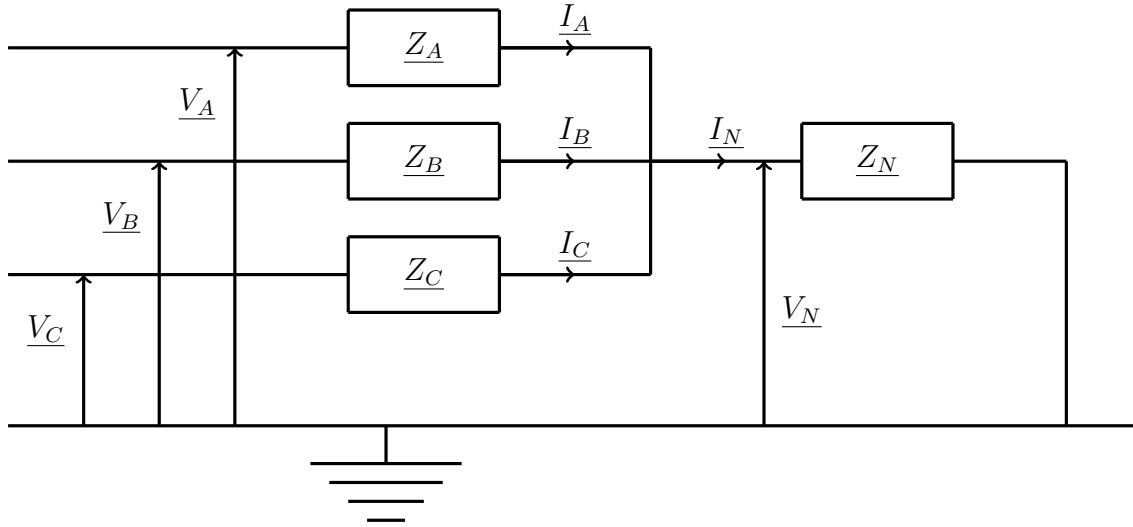 I_A
Z_A
V_A
I_B
I_N
Z_B
Z_N
V_B
I_C
Z_C
V_N
V_C